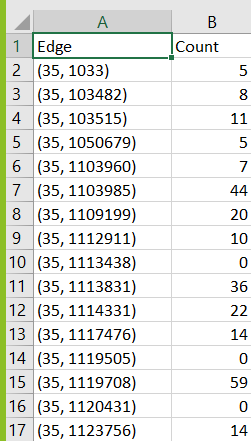 A B
1 Edge Count
2 (35, 1033) 5
3 (35, 103482) 8
4 (35, 103515) 11
5 (35, 1050679) 5
6 (35, 1103960) 7
7 (35, 1103985) 44
8 (35, 1109199) 20
9 (35, 1112911) 10
10 (35, 1113438) 0
11 (35, 1113831) 36
12 (35, 1114331) 22
13 (35, 1117476) 14
14 (35, 1119505) 0
15 (35, 1119708) 59
16 (35, 1120431) 0
17 (35, 1123756) 14